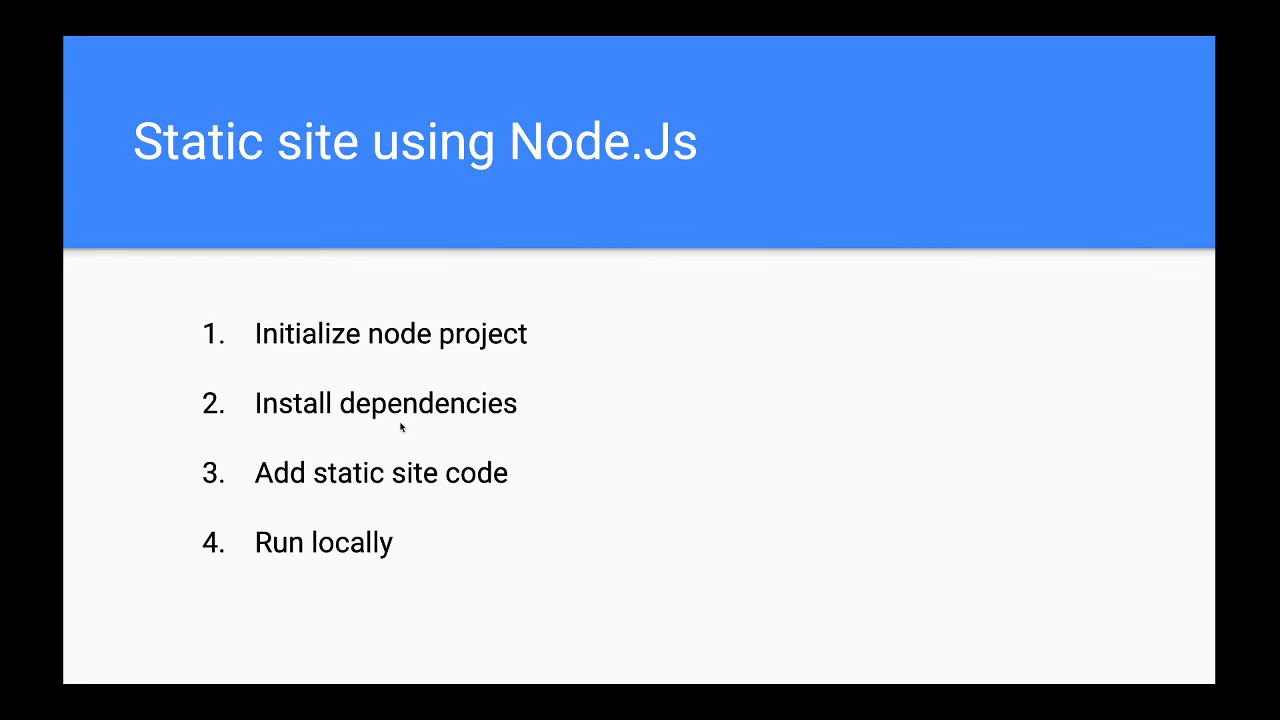 Static site using Node.Js
1. Initialize node project
2. Install dependencies
3. Add static site code
4. Run locally